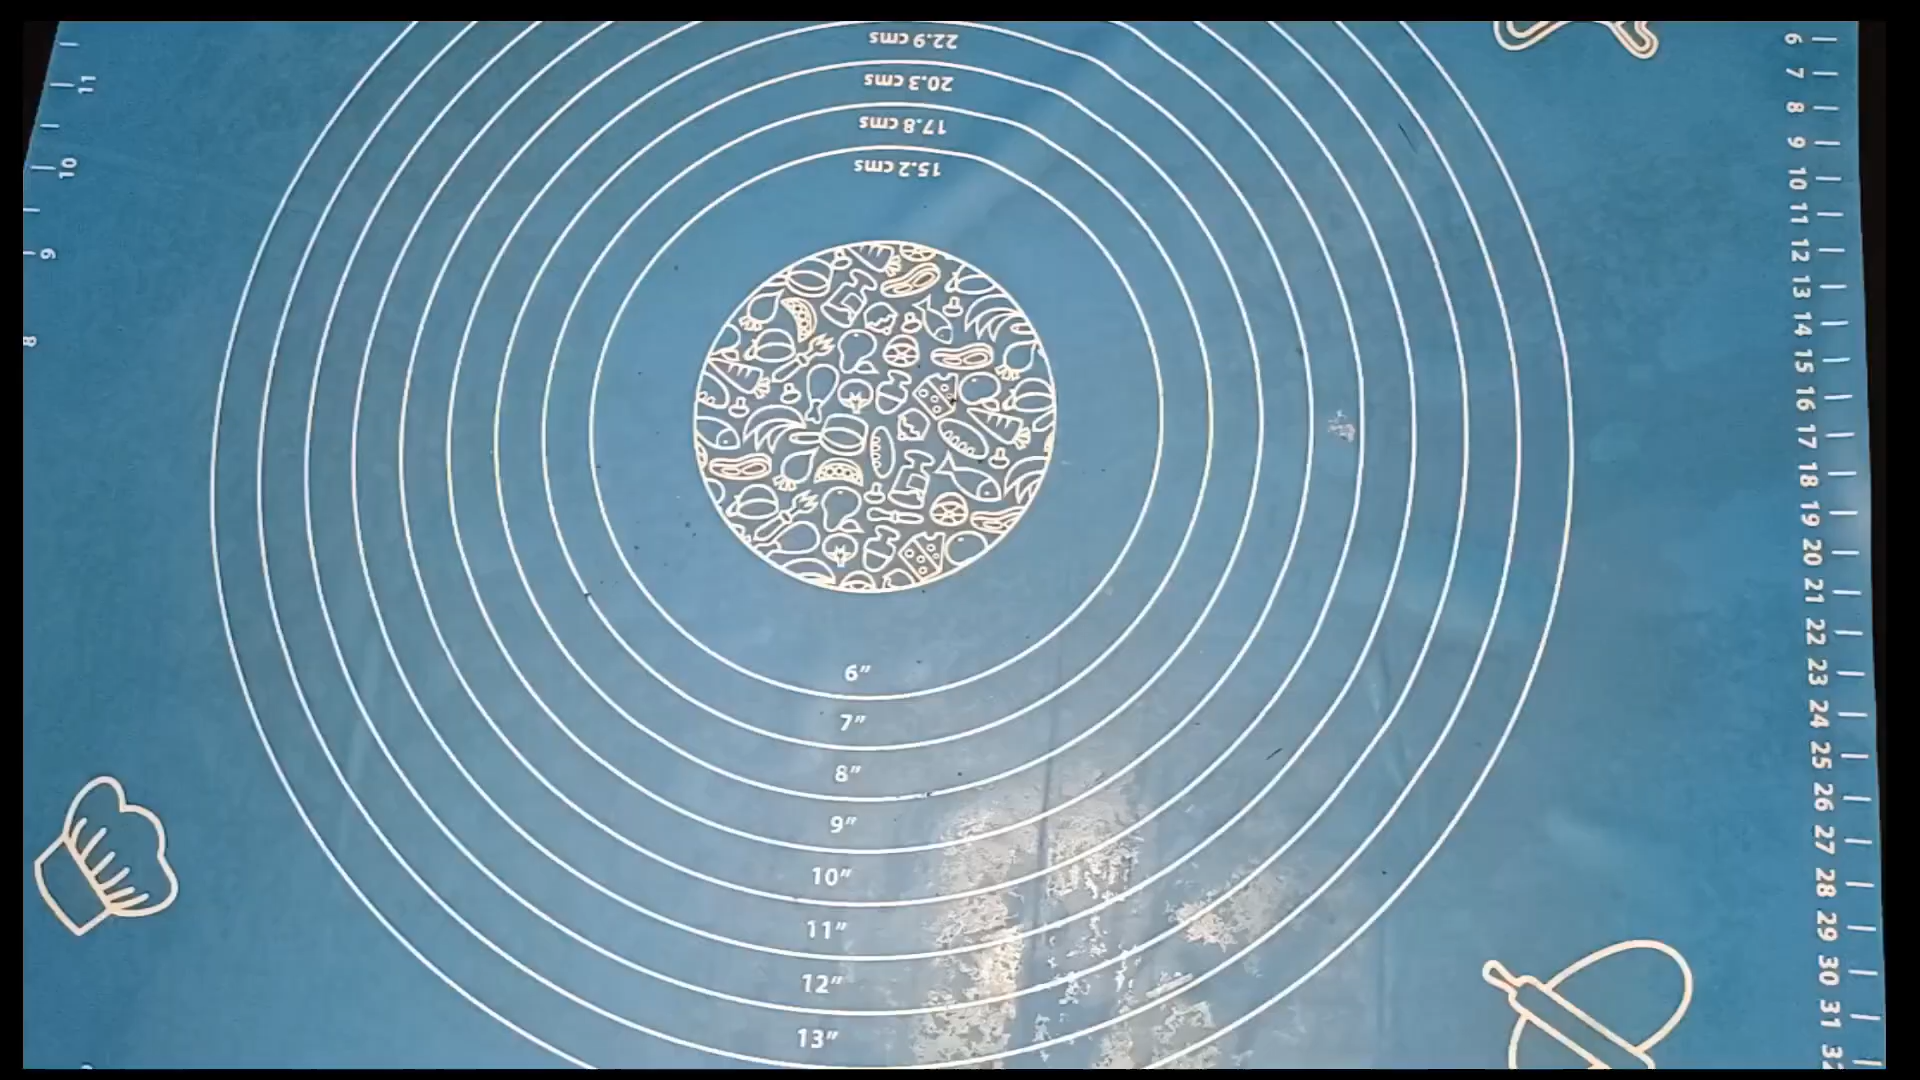 22.9 cms
20.3 cms
17.8 cms
15.2 cms
6"
7"
8"
9"
10"
11"
12"
13"
11
10
9
8
6 7 8 9 10 11 12 13 14 15 16 17 18 19 20 21 22 23 24 25 26 27 28 29 30 31 32